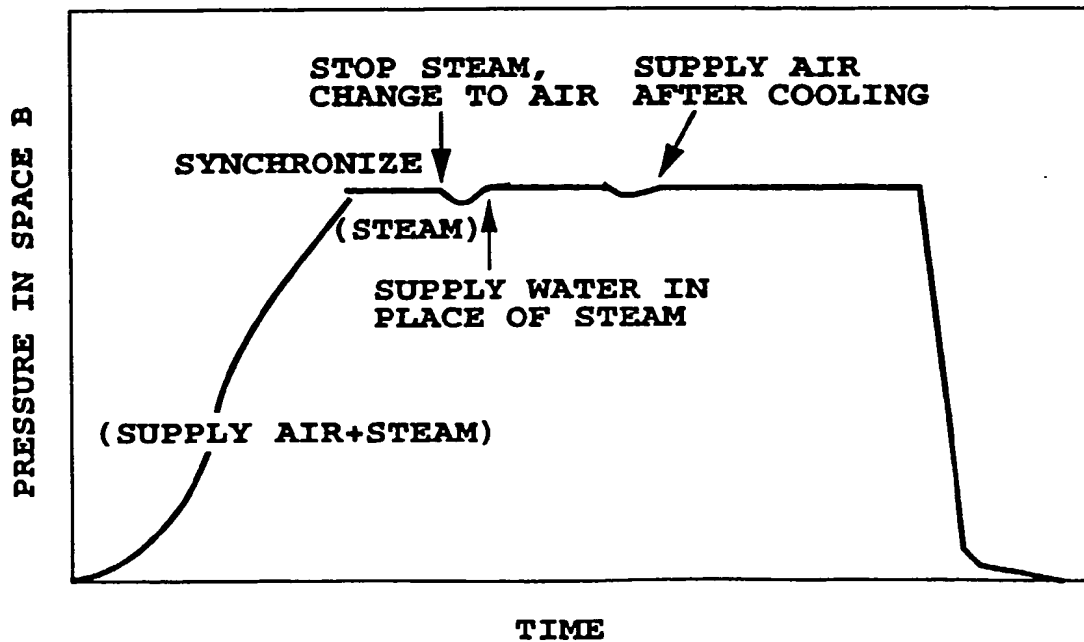 STOP STEAM,
CHANGE TO AIR
SUPPLY AIR
AFTER COOLING
SYNCHRONIZE
(STEAM)
SUPPLY WATER IN
PLACE OF STEAM
(SUPPLY AIR+STEAM)
PRESSURE IN SPACE B
TIME